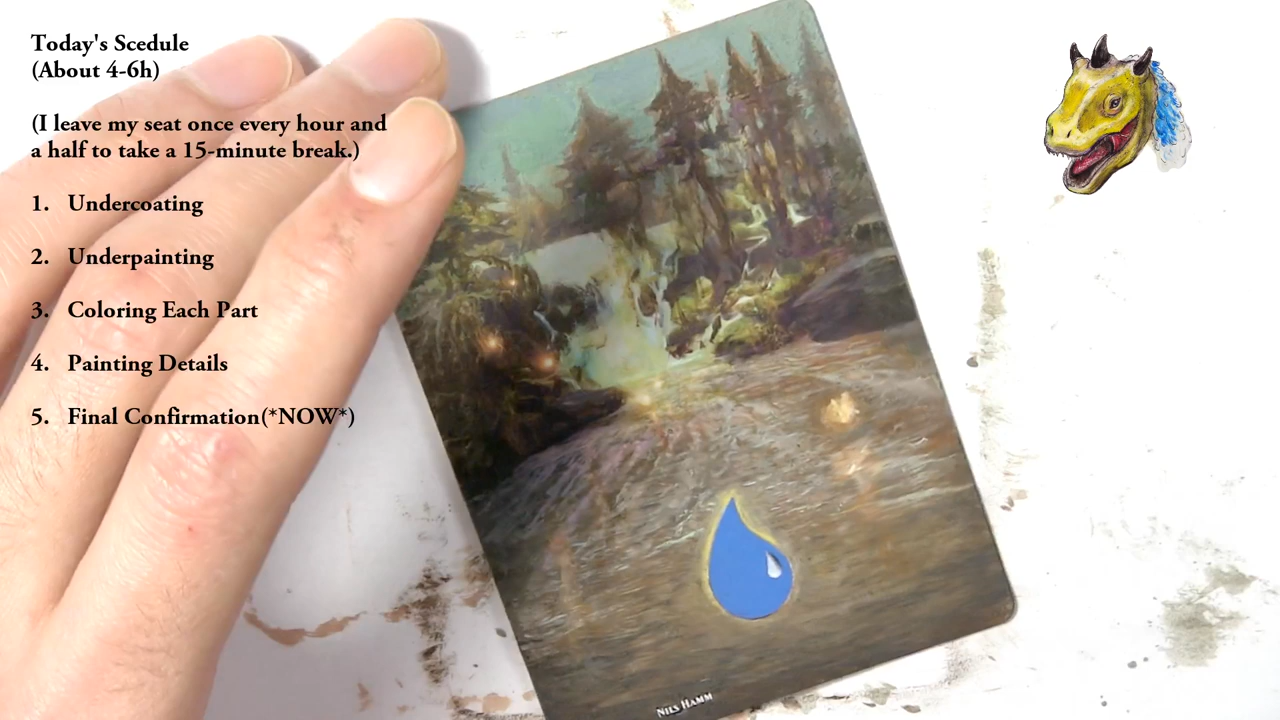 Today's Scedule
(About 4-6h)
(I leave my seat once every hour and
a half to take a 15-minute break.)
1. Undercoating
2. Underpainting
3. Coloring Each Part
4. Painting Details
5. Final Confirmation(*NOW*)
NILS HAMM